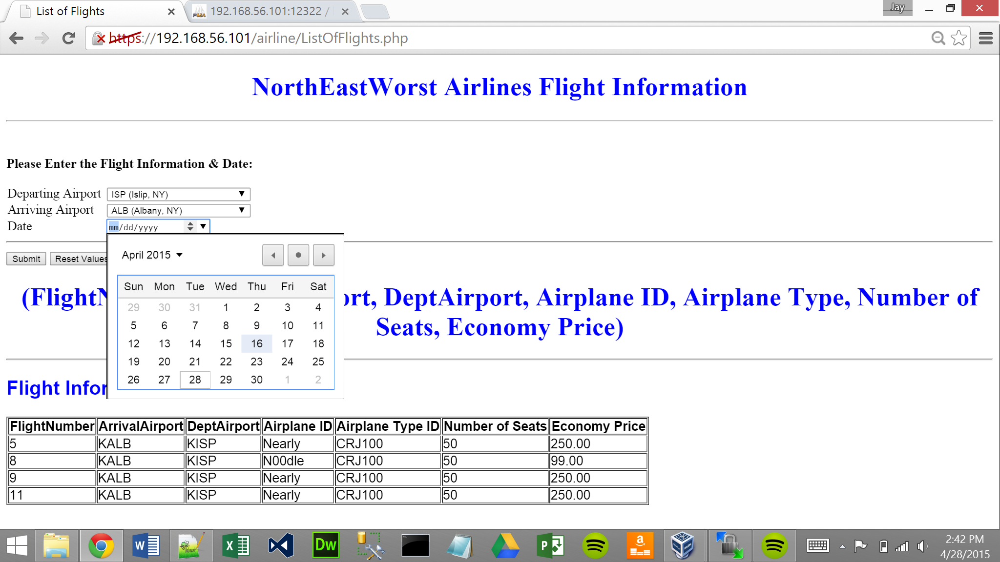 List of Flights
192.168.56.101:12322 /
Jay
https://192.168.56.101/airline/ListOfFlights.php
NorthEastWorst Airlines Flight Information
Please Enter the Flight Information & Date:
Departing Airport ISP (Islip, NY)
Arriving Airport ALB (Albany, NY)
Date mm/dd/yyyy
Submit Reset Values
April 2015
Sun Mon Tue Wed Thu Fri Sat
29 30 31 1 2 3 4
5 6 7 8 9 10 11
12 13 14 15 16 17 18
19 20 21 22 23 24 25
26 27 28 29 30 1 2
(FlightN rt, DeptAirport, Airplane ID, Airplane Type, Number of
Seats, Economy Price)
Flight Infor
FlightNumber ArrivalAirport DeptAirport Airplane ID Airplane Type ID Number of Seats Economy Price
5 KALB KISP Nearly CRJ100 50 250.00
8 KALB KISP N00dle CRJ100 50 99.00
9 KALB KISP Nearly CRJ100 50 250.00
11 KALB KISP Nearly CRJ100 50 250.00
2:42 PM
4/28/2015